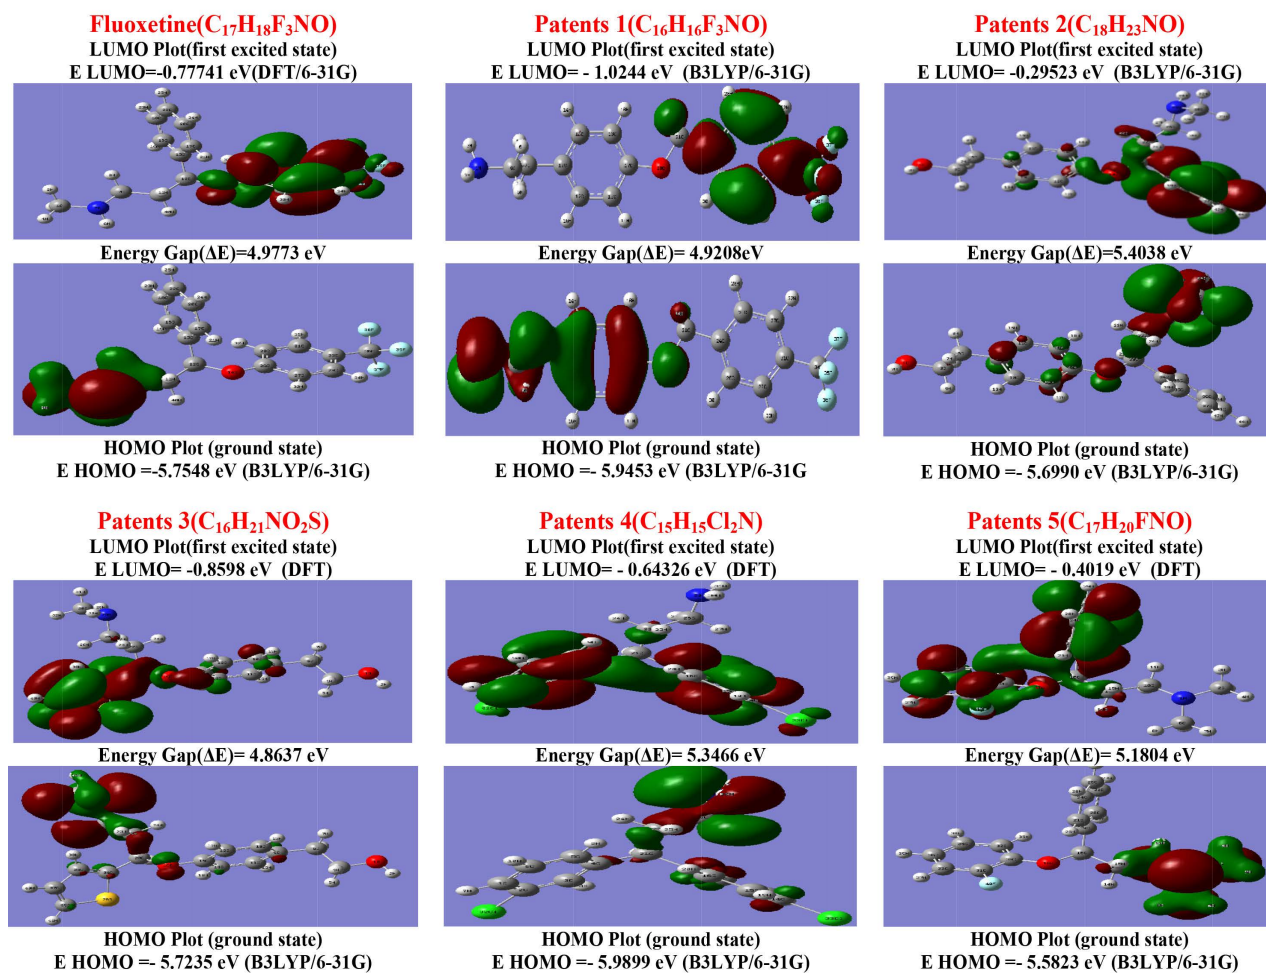 Fluoxetine(C₁₇H₁₈F₃NO)
LUMO Plot(first excited state)
E LUMO=-0.77741 eV(DFT/6-31G)
Energy Gap(ΔE)=4.9773 eV
HOMO Plot (ground state)
E HOMO =-5.7548 eV (B3LYP/6-31G)
Patents 1(C₁₆H₁₆F₃NO)
LUMO Plot(first excited state)
E LUMO= - 1.0244 eV (B3LYP/6-31G)
Energy Gap(ΔE)= 4.9208eV
HOMO Plot (ground state)
E HOMO =- 5.9453 eV (B3LYP/6-31G
Patents 2(C₁₈H₂₃NO)
LUMO Plot(first excited state)
E LUMO=-0.29523 eV (B3LYP/6-31G)
Energy Gap(ΔE)=5.4038 eV
HOMO Plot (ground state)
E HOMO =- 5.6990 eV (B3LYP/6-31G)
Patents 3(C₁₆H₂₁NO₂S)
LUMO Plot(first excited state)
E LUMO= -0.8598 eV (DFT)
Energy Gap(ΔE)= 4.8637 eV
HOMO Plot (ground state)
E HOMO =- 5.7235 eV (B3LYP/6-31G)
Patents 4(C₁₅H₁₅Cl₂N)
LUMO Plot(first excited state)
E LUMO= - 0.64326 eV (DFT)
Energy Gap(ΔE)= 5.3466 eV
HOMO Plot (ground state)
E HOMO =- 5.9899 eV (B3LYP/6-31G)
Patents 5(C₁₇H₂₀FNO)
LUMO Plot(first excited state)
E LUMO= - 0.4019 eV (DFT)
Energy Gap(ΔE)= 5.1804 eV
HOMO Plot (ground state)
E HOMO =- 5.5823 eV (B3LYP/6-31G)